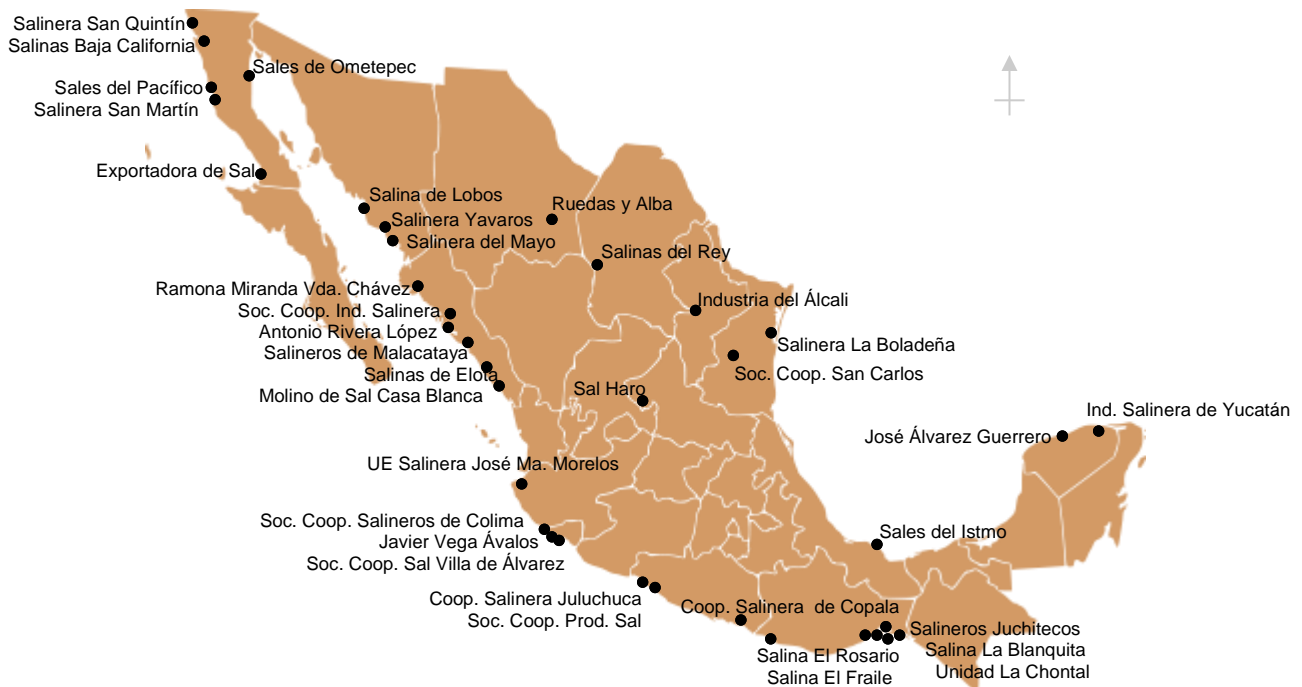 Salinera San Quintín
Salinas Baja California
Sales de Ometepec
Sales del Pacífico
Salinera San Martín
Exportadora de Sal
Salina de Lobos
Ruedas y Alba
Salinera Yavaros
Salinera del Mayo
Salinas del Rey
Ramona Miranda Vda. Chávez
Industria del Álcali
Soc. Coop. Ind. Salinera
Antonio Rivera López
Salinera La Boladeña
Salineros de Malacataya
Salinas de Elota
Soc. Coop. San Carlos
Molino de Sal Casa Blanca
Sal Haro
Ind. Salinera de Yucatán
José Álvarez Guerrero
UE Salinera José Ma. Morelos
Soc. Coop. Salineros de Colima
Sales del Istmo
Javier Vega Ávalos
Soc. Coop. Sal Villa de Álvarez
Coop. Salinera Juluchuca
Coop. Salinera de Copala
Soc. Coop. Prod. Sal
Salineros Juchitecos
Salina El Rosario
Salina La Blanquita
Salina El Fraile
Unidad La Chontal